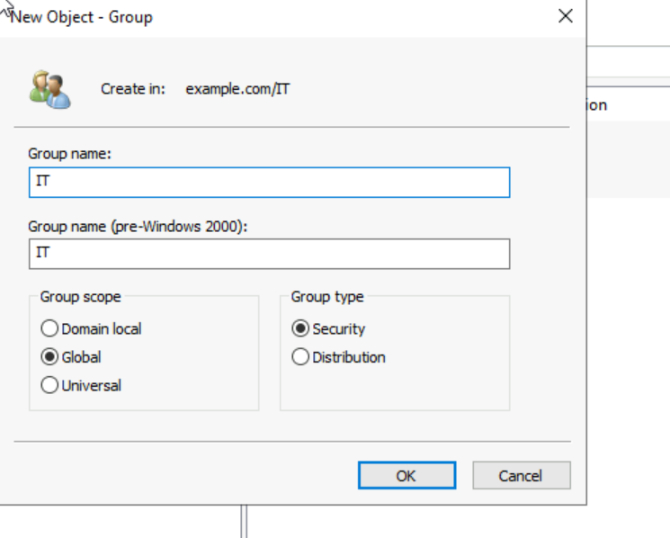 New Object - Group
Create in: example.com/IT
ion
Group name:
IT
Group name (pre-Windows 2000):
IT
Group scope Group type
Domain local Security
Global Distribution
Universal
OK Cancel